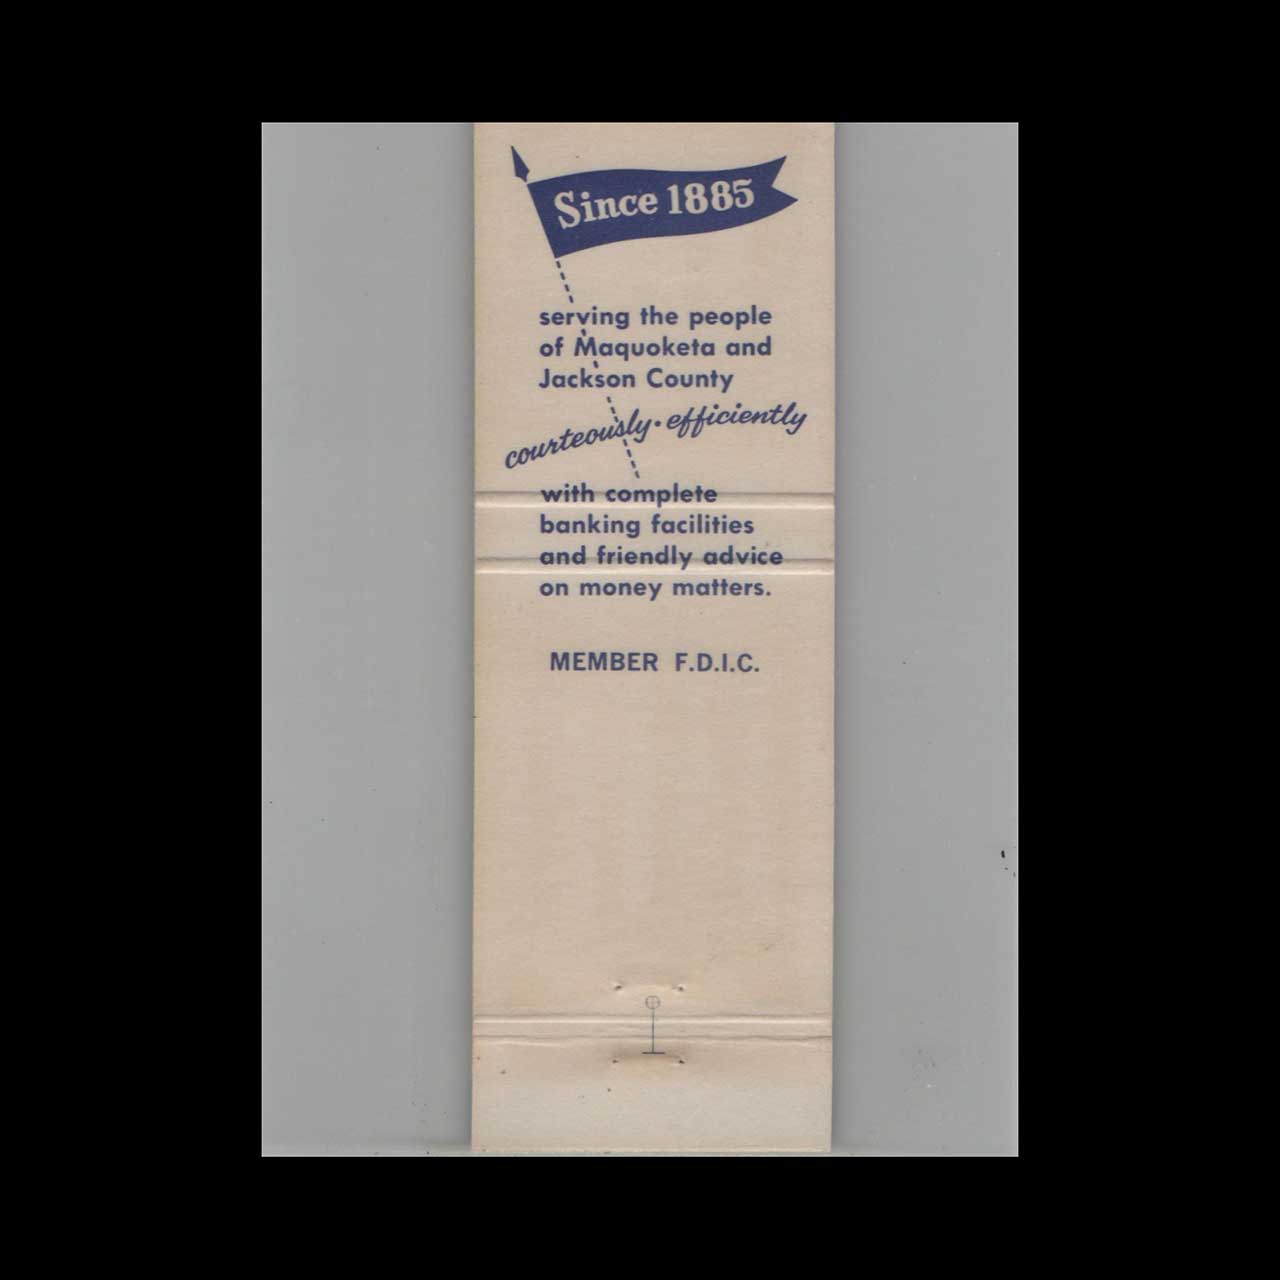 Since 1885
serving the people
of Maquoketa and
Jackson County
courteously • efficiently
with complete
banking facilities
and friendly advice
on money matters.
MEMBER F.D.I.C.